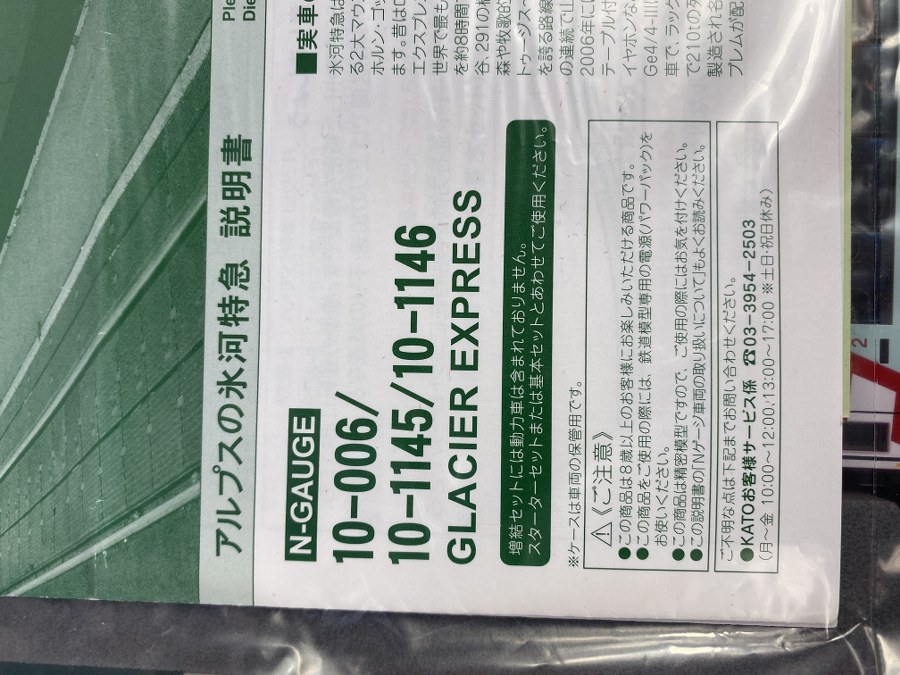 Ple
Die
アルプスの氷河特急 説明書
N-GAUGE
10-006/
10-1145/10-1146
GLACIER EXPRESS
増結セットには動力車は含まれておりません。
スターターセットまたは基本セットとあわせてご使用ください。
※ケースは車両の保管用です。
⚠《ご注意》
●この商品は8歳以上のお客様にお楽しみいただける商品です。
●この商品をご使用の際には、鉄道模型専用の電源(パワーパック)を
お使いください。
●この商品は精密模型ですので、ご使用の際にはお気を付けください。
●この説明書の「Nゲージ車両の取り扱いについて」もよくお読みください。
ご不明な点は下記までお問い合わせください。
●KATOお客様サービス係 ☎03-3954-2503
(月〜金 10:00〜12:00、13:00〜17:00 ※土日・祝日休み)
■実車の
氷河特急は
る2大マウ
ホルン・ゴッ
ます。昔はロ
エクスプレ
世界で最も
を約8時間
谷 291の橋
森や牧歌的
トゥージス
を誇る路線
の連続で
2006年に
テーブル付
イヤホンな
Ge4/4-III
車で、ラック
で210の列
製造され
プレムが配
2